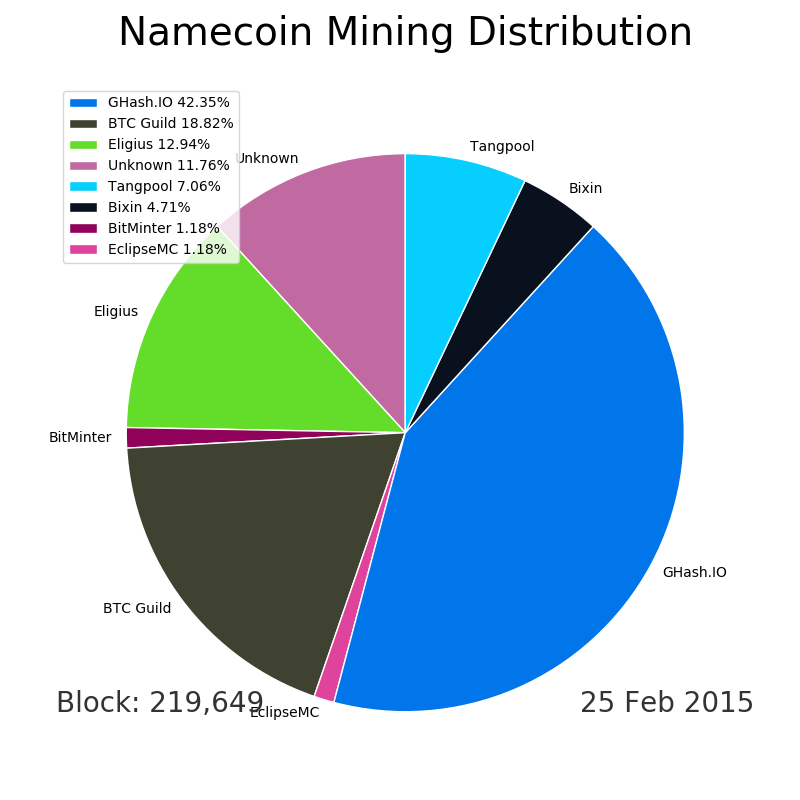 Namecoin Mining Distribution
GHash.IO 42.35%
BTC Guild 18.82%
Eligius 12.94%
Unknown 11.76%
Tangpool 7.06%
Bixin 4.71%
BitMinter 1.18%
EclipseMC 1.18%
Unknown
Tangpool
Bixin
Eligius
BitMinter
GHash.IO
BTC Guild
EclipseMC
Block: 219,649
25 Feb 2015